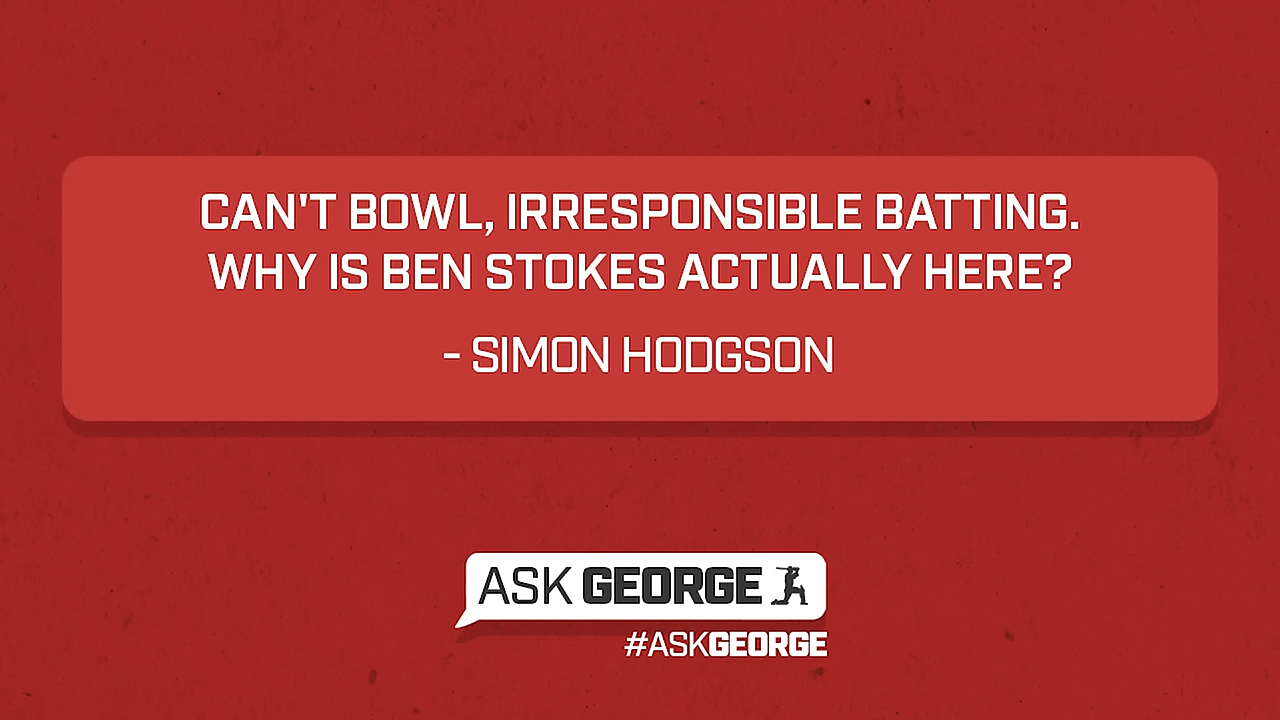 CAN'T BOWL, IRRESPONSIBLE BATTING.
WHY IS BEN STOKES ACTUALLY HERE?
- SIMON HODGSON
ASK GEORGE
#ASKGEORGE